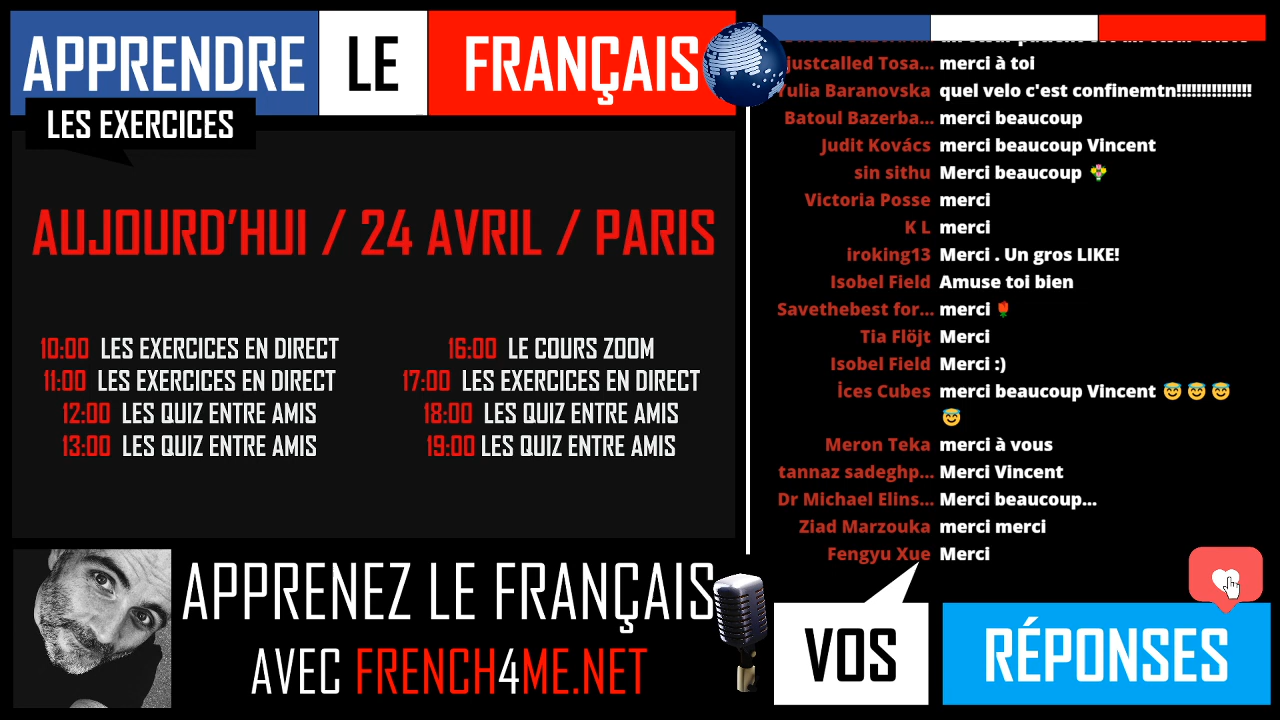 APPRENDRE LE FRANÇAIS
LES EXERCICES
AUJOURD'HUI / 24 AVRIL / PARIS
10:00 LES EXERCICES EN DIRECT
11:00 LES EXERCICES EN DIRECT
12:00 LES QUIZ ENTRE AMIS
13:00 LES QUIZ ENTRE AMIS
16:00 LE COURS ZOOM
17:00 LES EXERCICES EN DIRECT
18:00 LES QUIZ ENTRE AMIS
19:00 LES QUIZ ENTRE AMIS
APPRENEZ LE FRANÇAIS
AVEC FRENCH4ME.NET
justcalled Tosa... merci à toi
Yulia Baranovska quel velo c'est confinemtn!!!!!!!!!!!!!!!
Batoul Bazerba... merci beaucoup
Judit Kovács merci beaucoup Vincent
sin sithu Merci beaucoup 💐
Victoria Posse merci
K L merci
iroking13 Merci . Un gros LIKE!
Isobel Field Amuse toi bien
Savethebest for... merci 🌹
Tia Flöjt Merci
Isobel Field Merci :)
İces Cubes merci beaucoup Vincent 😇 😇 😇
😇
Meron Teka merci à vous
tannaz sadeghp... Merci Vincent
Dr Michael Elins... Merci beaucoup...
Ziad Marzouka merci merci
Fengyu Xue Merci
VOS RÉPONSES